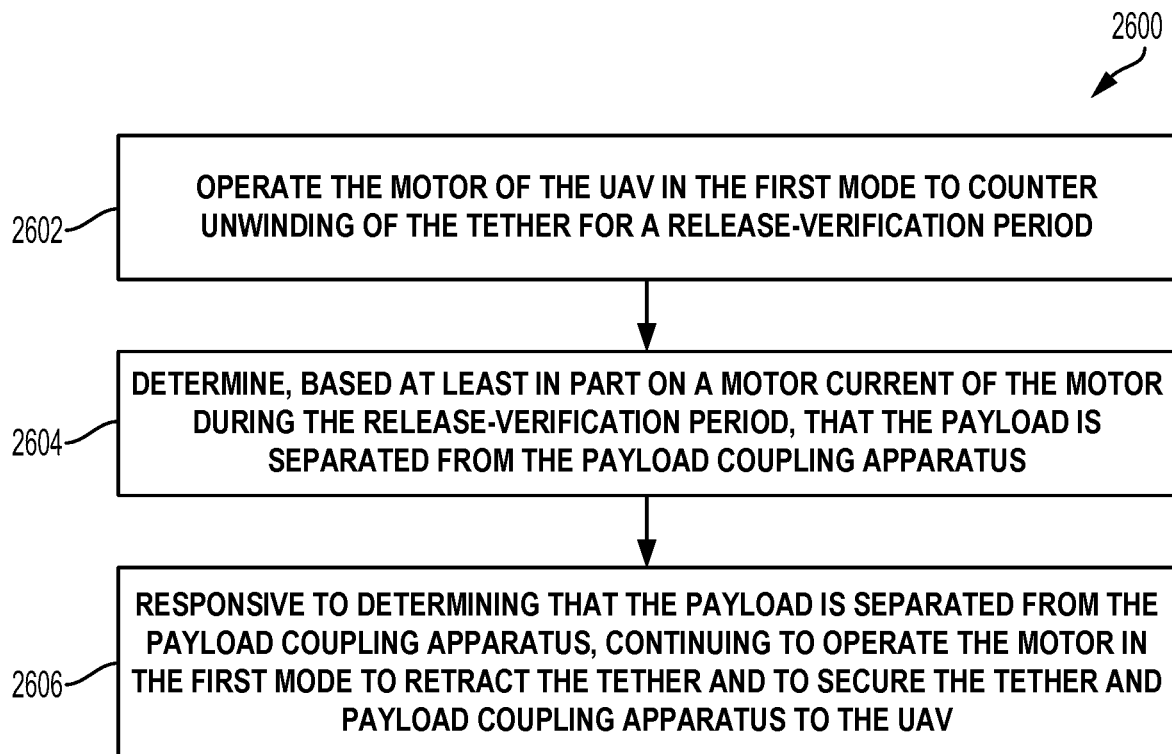 2600
OPERATE THE MOTOR OF THE UAV IN THE FIRST MODE TO COUNTER
UNWINDING OF THE TETHER FOR A RELEASE-VERIFICATION PERIOD
2602
DETERMINE, BASED AT LEAST IN PART ON A MOTOR CURRENT OF THE MOTOR
DURING THE RELEASE-VERIFICATION PERIOD, THAT THE PAYLOAD IS
SEPARATED FROM THE PAYLOAD COUPLING APPARATUS
2604
RESPONSIVE TO DETERMINING THAT THE PAYLOAD IS SEPARATED FROM THE
PAYLOAD COUPLING APPARATUS, CONTINUING TO OPERATE THE MOTOR IN
THE FIRST MODE TO RETRACT THE TETHER AND TO SECURE THE TETHER AND
PAYLOAD COUPLING APPARATUS TO THE UAV
2606